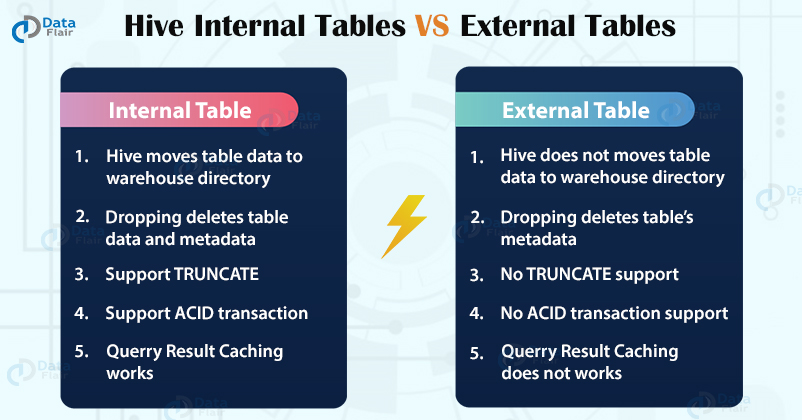 Data
Flair
Hive Internal Tables VS External Tables
Internal Table
1. Hive moves table data to
warehouse directory
2. Dropping deletes table
data and metadata
3. Support TRUNCATE
4. Support ACID transaction
5. Querry Result Caching
works
External Table
1. Hive does not moves table
data to warehouse directory
2. Dropping deletes table's
metadata
3. No TRUNCATE support
4. No ACID transaction support
5. Querry Result Caching
does not works